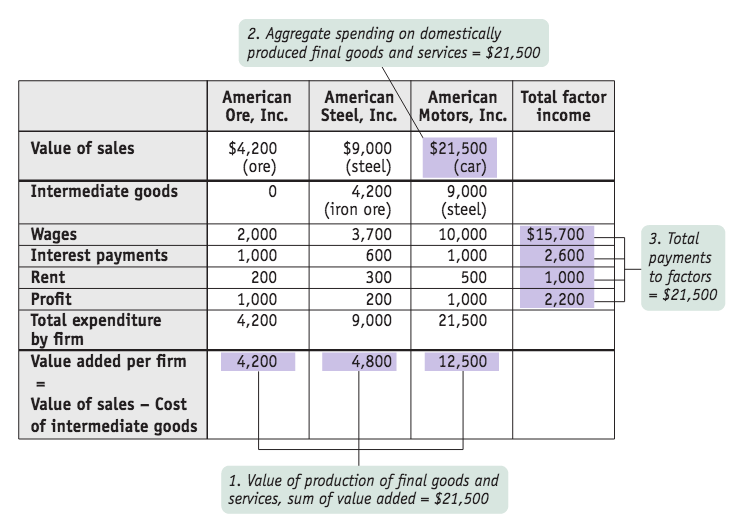 2. Aggregate spending on domestically
produced final goods and services = $21,500
American
Ore, Inc.
American
Steel, Inc.
American
Motors, Inc.
Total factor
income
Value of sales
$4,200
(ore)
$9,000
(steel)
$21,500
(car)
Intermediate goods
0
4,200
(iron ore)
9,000
(steel)
Wages 2,000 3,700 10,000 $15,700
Interest payments 1,000 600 1,000 2,600
Rent 200 300 500 1,000
Profit 1,000 200 1,000 2,200
3. Total
payments
to factors
= $21,500
Total expenditure
by firm
4,200 9,000 21,500
Value added per firm
=
Value of sales – Cost
of intermediate goods
4,200 4,800 12,500
1. Value of production of final goods and
services, sum of value added = $21,500